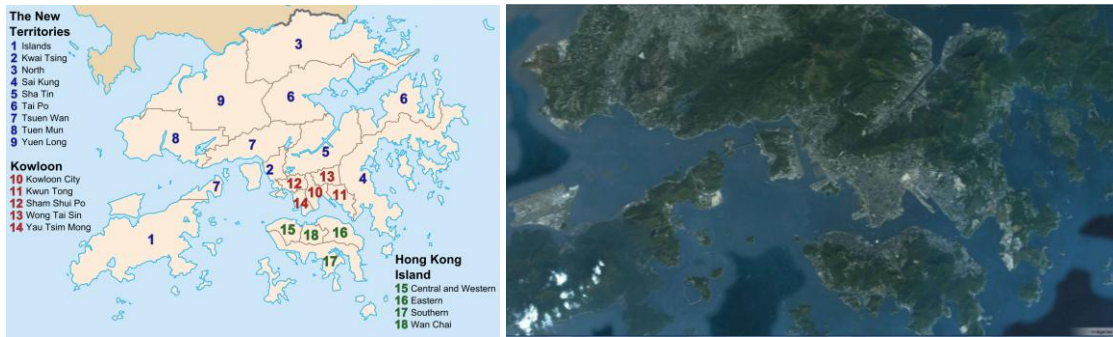 The New
Territories
1 Islands
2 Kwai Tsing
3 North
4 Sai Kung
5 Sha Tin
6 Tai Po
7 Tsuen Wan
8 Tuen Mun
9 Yuen Long
Kowloon
10 Kowloon City
11 Kwun Tong
12 Sham Shui Po
13 Wong Tai Sin
14 Yau Tsim Mong
3
9
6
6
8
7
5
2
13
12
10
11
4
14
7
1
15
18
16
17
Hong Kong
Island
15 Central and Western
16 Eastern
17 Southern
18 Wan Chai